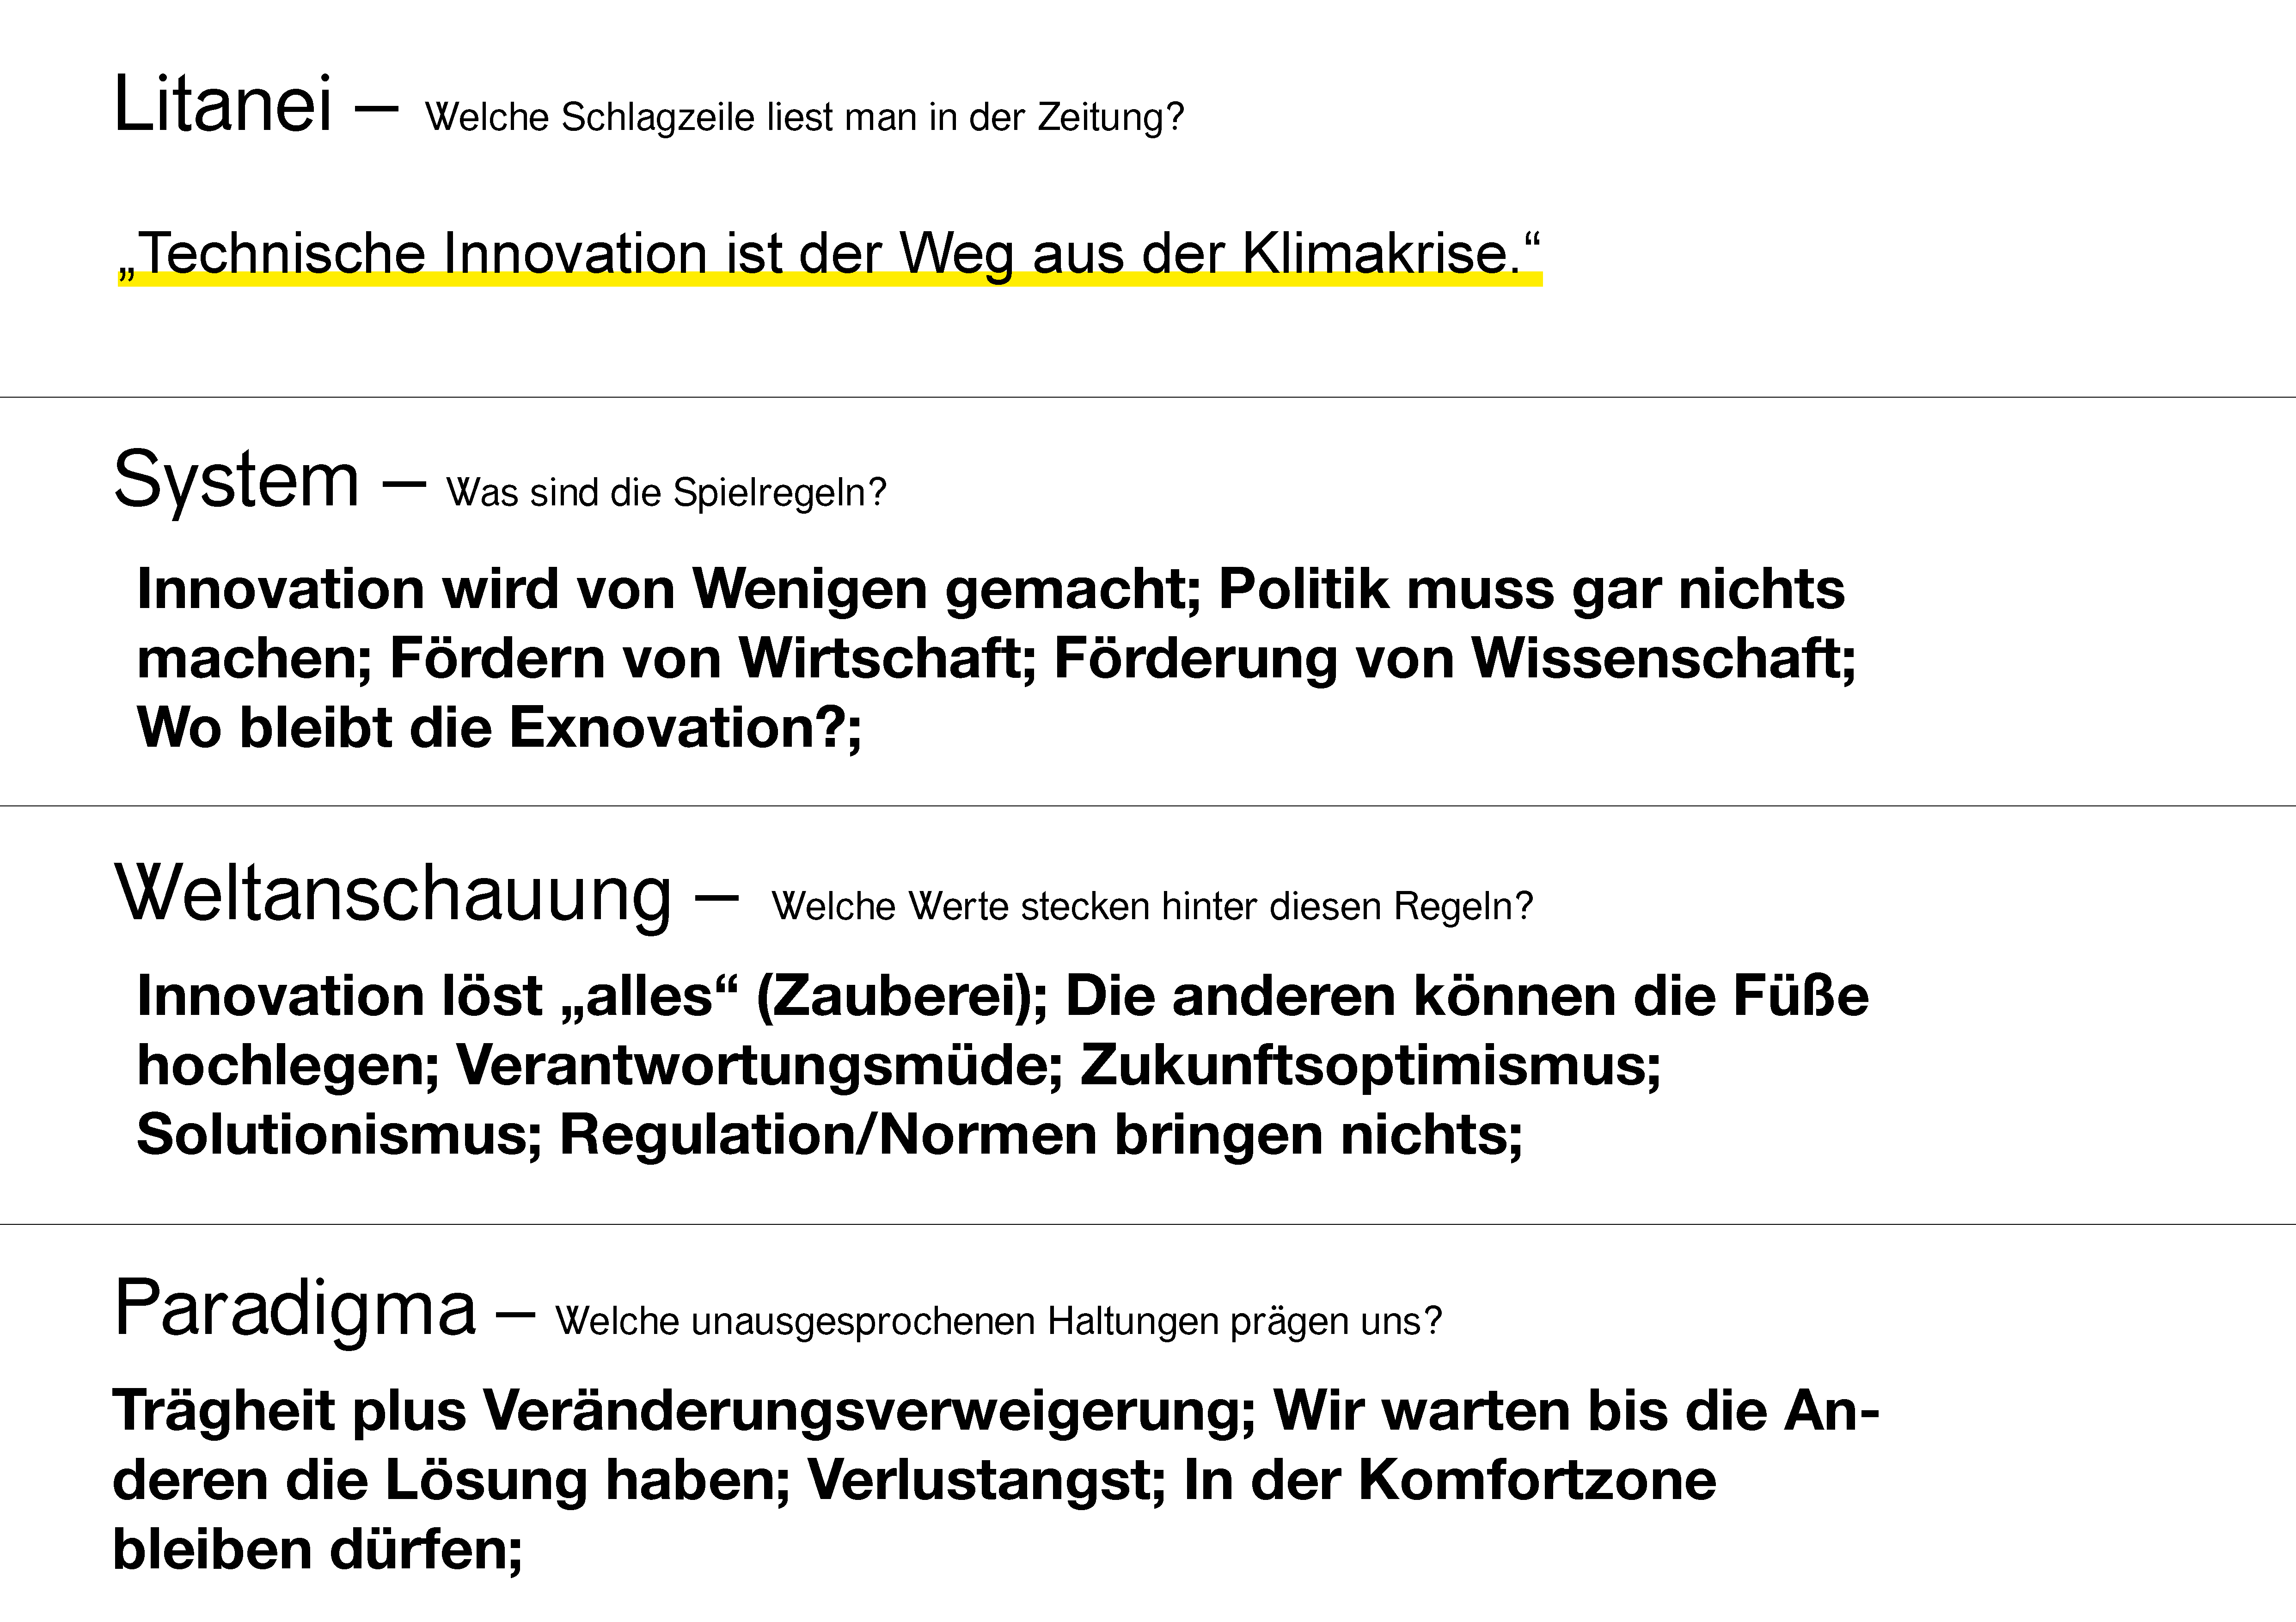 Litanei – Welche Schlagzeile liest man in der Zeitung?
„Technische Innovation ist der Weg aus der Klimakrise.“
System – Was sind die Spielregeln?
Innovation wird von Wenigen gemacht; Politik muss gar nichts
machen; Fördern von Wirtschaft; Förderung von Wissenschaft;
Wo bleibt die Exnovation?;
Weltanschauung – Welche Werte stecken hinter diesen Regeln?
Innovation löst „alles“ (Zauberei); Die anderen können die Füße
hochlegen; Verantwortungsmüde; Zukunftsoptimismus;
Solutionismus; Regulation/Normen bringen nichts;
Paradigma – Welche unausgesprochenen Haltungen prägen uns?
Trägheit plus Veränderungsverweigerung; Wir warten bis die An-
deren die Lösung haben; Verlustangst; In der Komfortzone
bleiben dürfen;